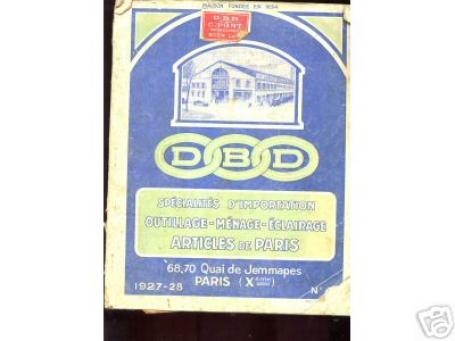 MAISON FONDÉE EN 1854
D.B.D
C. PONT
D B D
SPÉCIALITÉS D'IMPORTATION
OUTILLAGE-MÉNAGE-ÉCLAIRAGE
ARTICLES DE PARIS
68,70 Quai de Jemmapes
PARIS (X
1927-28 N°